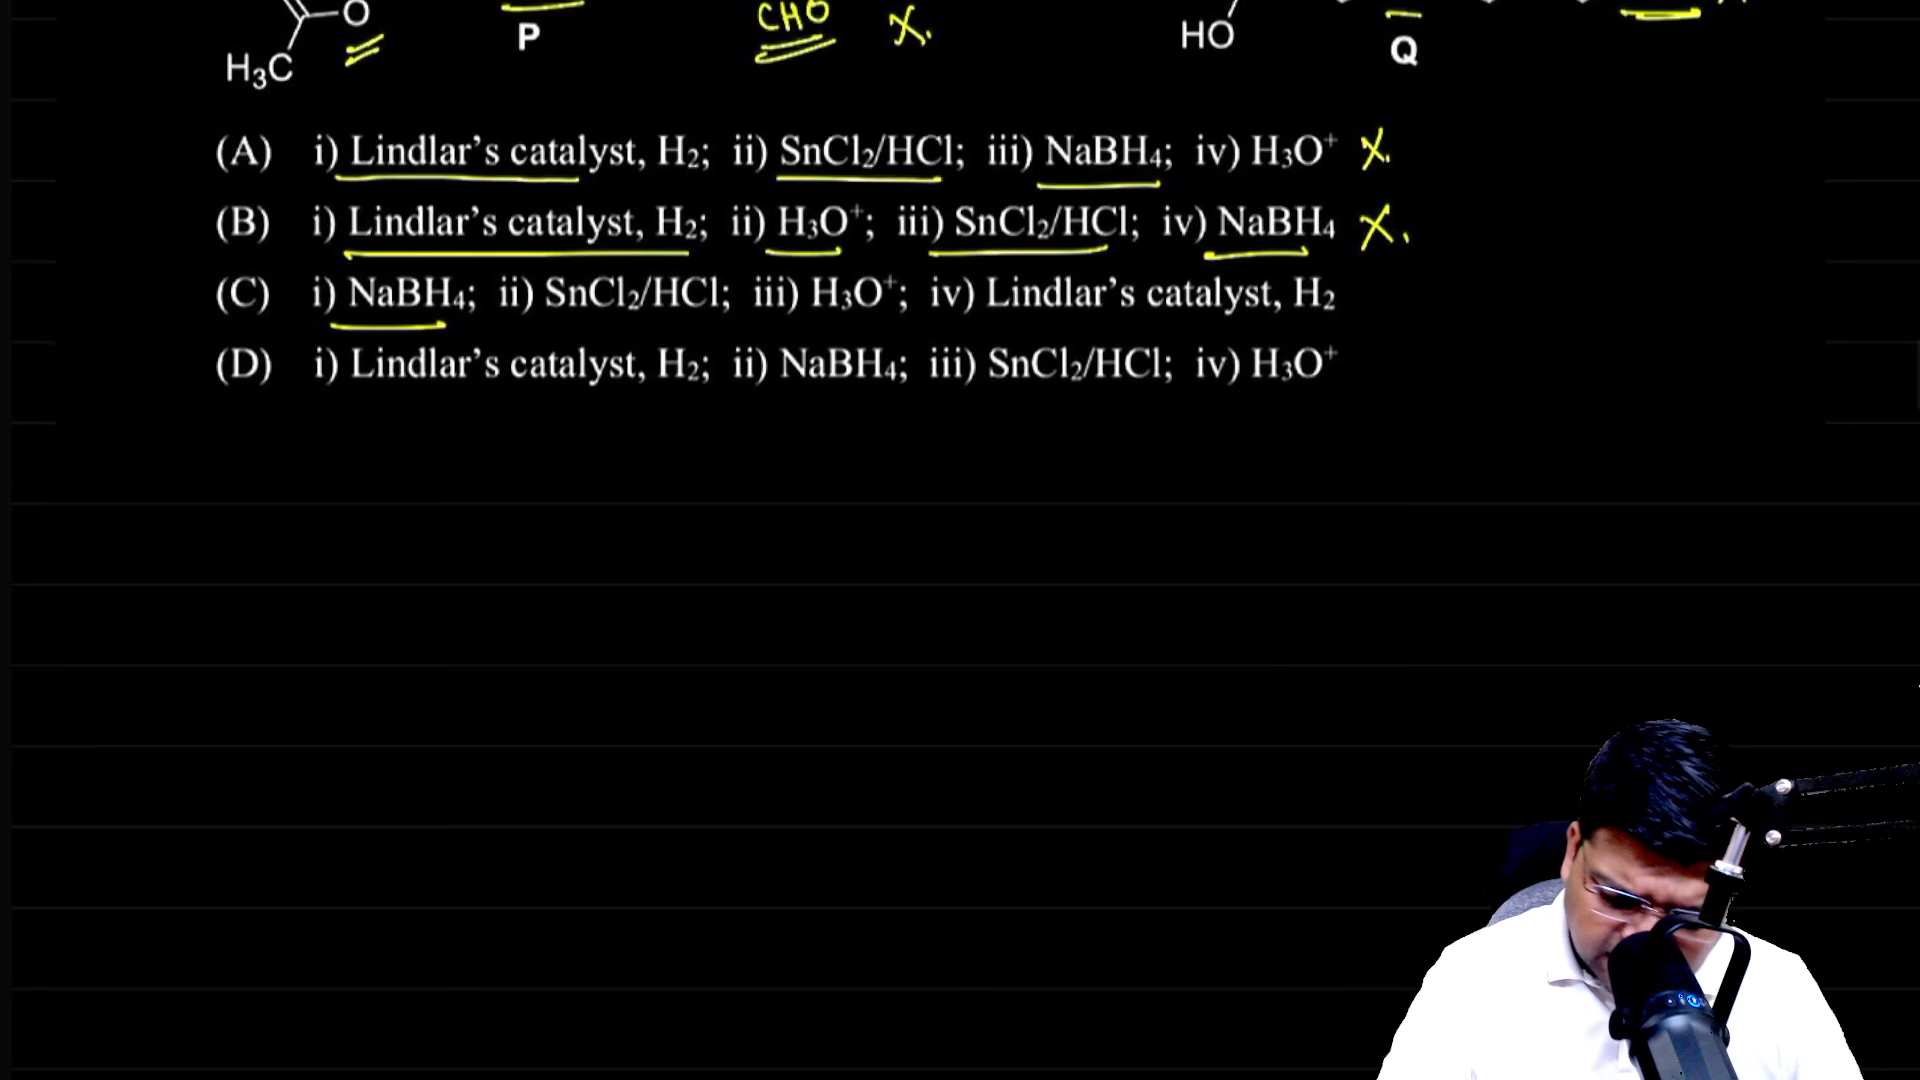 O CHO X.
P HO
H₃C Q
(A) i) Lindlar’s catalyst, H₂; ii) SnCl₂/HCl; iii) NaBH₄; iv) H₃O⁺ X.
(B) i) Lindlar’s catalyst, H₂; ii) H₃O⁺; iii) SnCl₂/HCl; iv) NaBH₄ X.
(C) i) NaBH₄; ii) SnCl₂/HCl; iii) H₃O⁺; iv) Lindlar’s catalyst, H₂
(D) i) Lindlar’s catalyst, H₂; ii) NaBH₄; iii) SnCl₂/HCl; iv) H₃O⁺